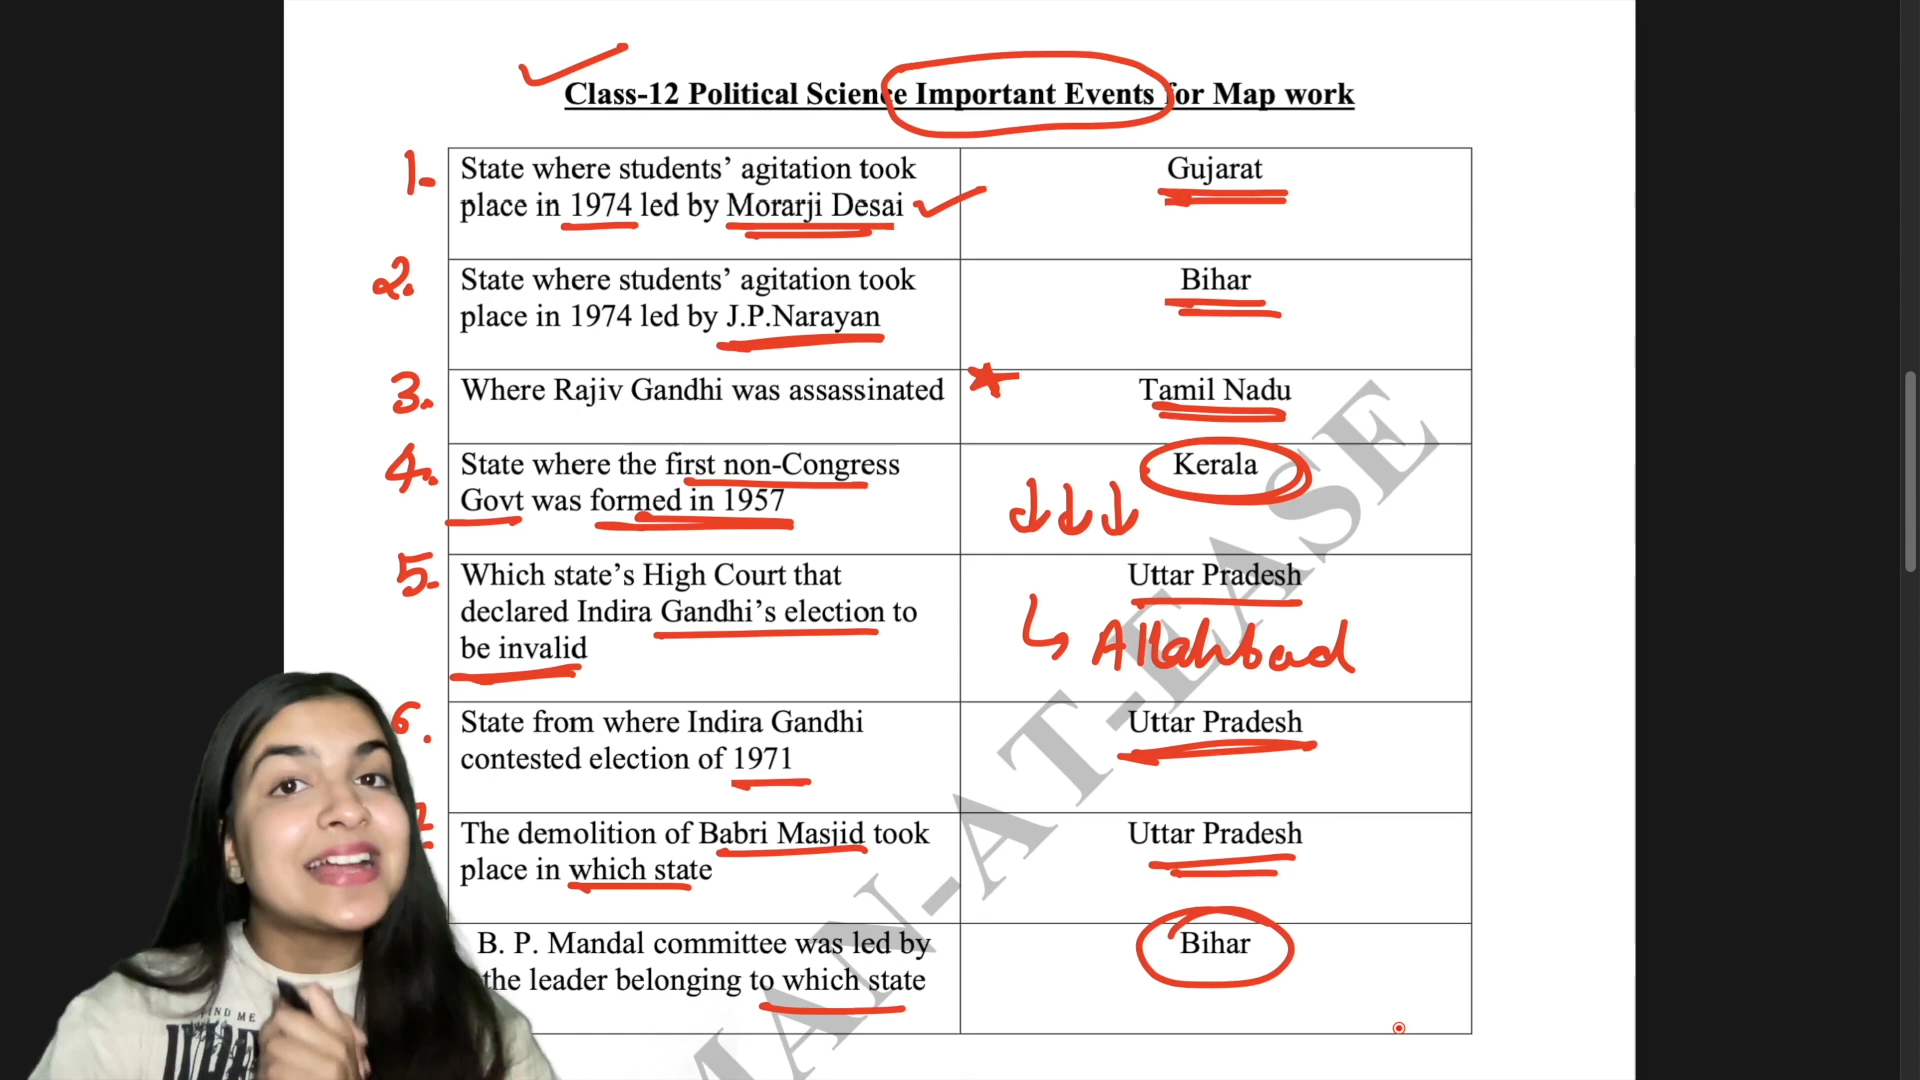 Class-12 Political Science Important Events for Map work
1.
State where students’ agitation took
place in 1974 led by Morarji Desai
Gujarat
2.
State where students’ agitation took
place in 1974 led by J.P.Narayan
Bihar
3.
Where Rajiv Gandhi was assassinated
Tamil Nadu
4.
State where the first non-Congress
Govt was formed in 1957
Kerala
5.
Which state’s High Court that
declared Indira Gandhi’s election to
be invalid
Uttar Pradesh
Allahbad
6.
State from where Indira Gandhi
contested election of 1971
Uttar Pradesh
The demolition of Babri Masjid took
place in which state
Uttar Pradesh
B. P. Mandal committee was led by
the leader belonging to which state
Bihar
MAN-AT-EASE